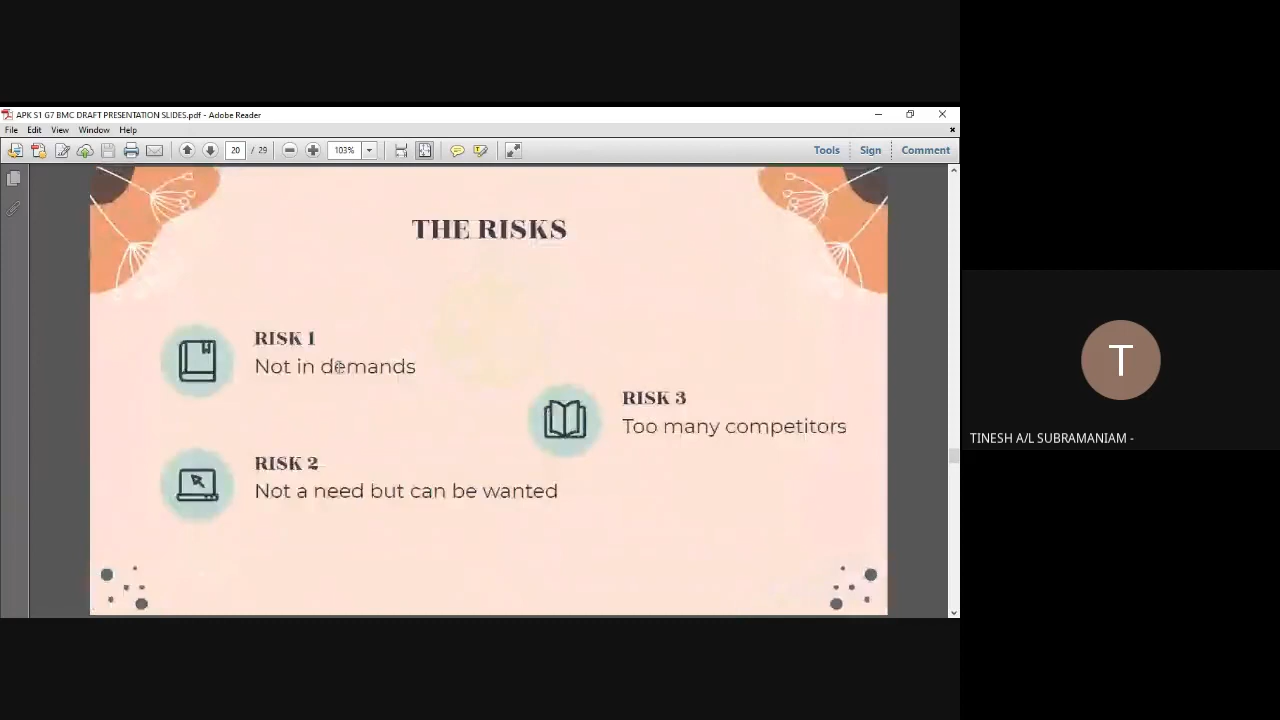 APK S1 G7 BMC DRAFT PRESENTATION SLIDES.pdf - Adobe Reader
File Edit View Window Help
20 / 29 103% Tools Sign Comment
THE RISKS
RISK 1
Not in demands
RISK 2
Not a need but can be wanted
RISK 3
Too many competitors
T
TINESH A/L SUBRAMANIAM -